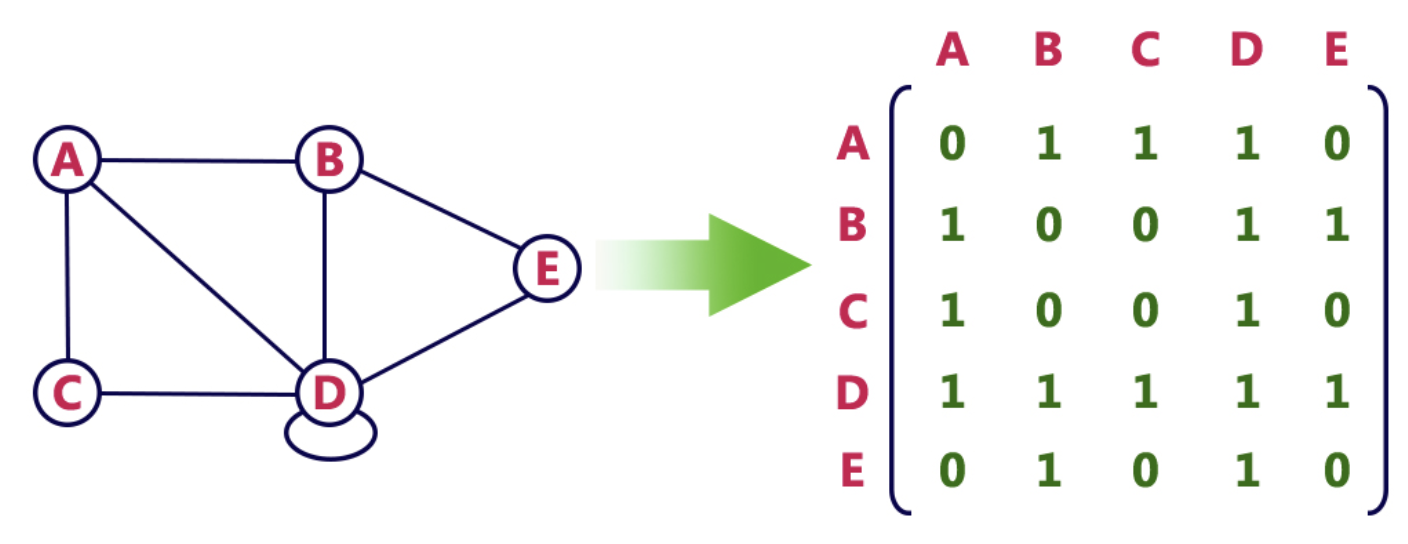 A B C D E
A 0 1 1 1 0
A B
B 1 0 0 1 1
E
C 1 0 0 1 0
C D
D 1 1 1 1 1
E 0 1 0 1 0